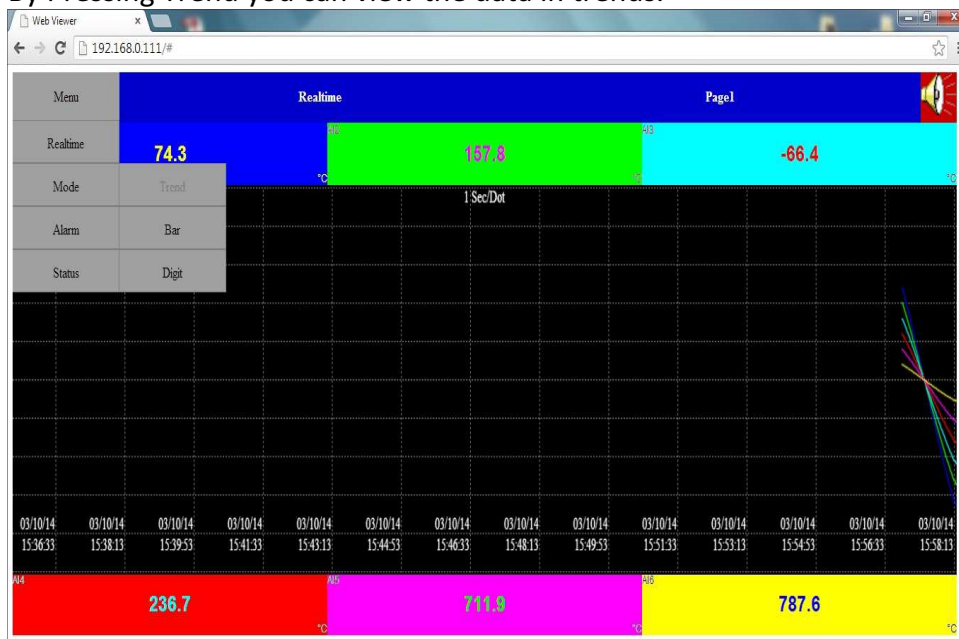 By Pressing Trend you can view the data in trends.
Web Viewer
192.168.0.111/#
Menu Realtime Page1
Realtime 74.3 °C AI2 157.8 °C AI3 -66.4 °C
Mode Trend 1 Sec/Dot
Alarm Bar
Status Digit
03/10/14 03/10/14 03/10/14 03/10/14 03/10/14 03/10/14 03/10/14 03/10/14 03/10/14 03/10/14 03/10/14 03/10/14 03/10/14 03/10/14
15:36:33 15:38:13 15:39:53 15:41:33 15:43:13 15:44:53 15:46:33 15:48:13 15:49:53 15:51:33 15:53:13 15:54:53 15:56:33 15:58:13
AI4 AI5 AI6
236.7 °C 711.9 °C 787.6 °C